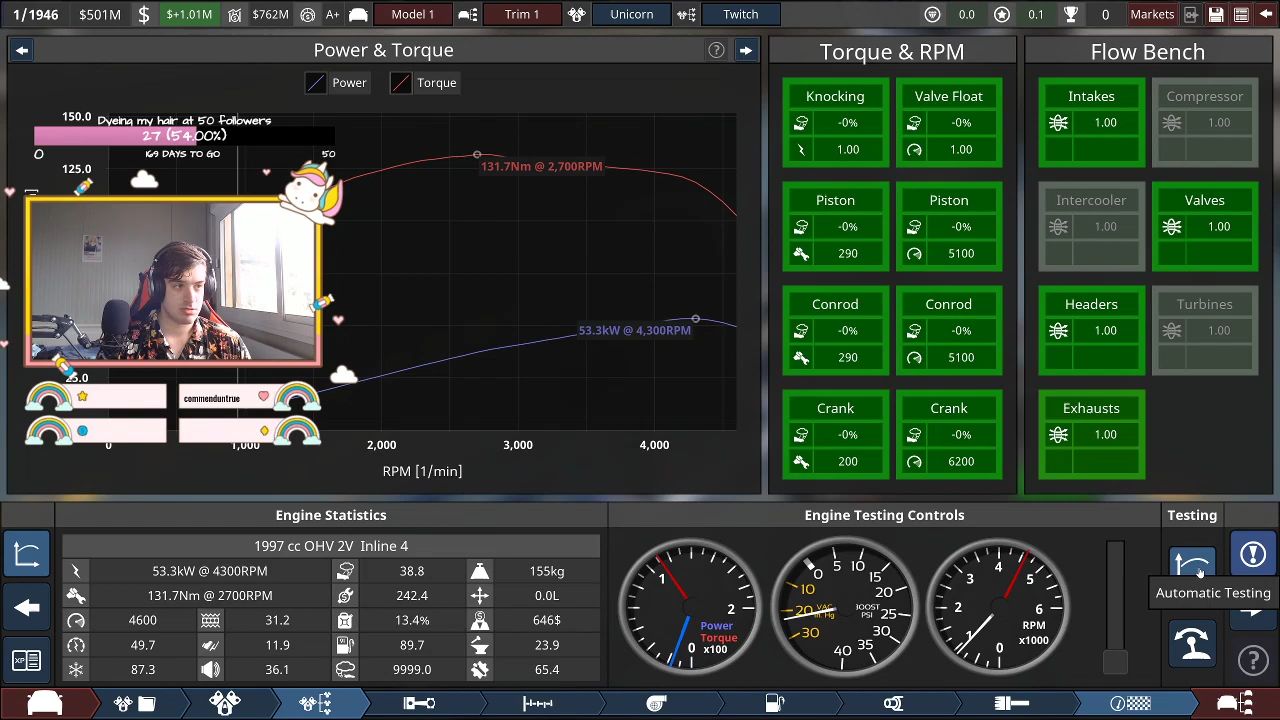 1/1946 $501M $+1.01M $762M A+ Model 1 Trim 1 Unicorn Twitch 0.0 0.1 0 Markets
Power & Torque
Power Torque
150.0
125.0
25.0
Dyeing my hair at 50 followers
27 (54.00%)
0 169 DAYS TO GO 50
commenduntrue
131.7Nm @ 2,700RPM
53.3kW @ 4,300RPM
0 1,000 2,000 3,000 4,000
RPM [1/min]
Torque & RPM
Knocking Valve Float
-0% -0%
1.00 1.00
Piston Piston
-0% -0%
290 5100
Conrod Conrod
-0% -0%
290 5100
Crank Crank
-0% -0%
200 6200
Flow Bench
Intakes Compressor
1.00 1.00
Intercooler Valves
1.00 1.00
Headers Turbines
1.00 1.00
Exhausts
1.00
Engine Statistics
1997 cc OHV 2V Inline 4
53.3kW @ 4300RPM 38.8 155kg
131.7Nm @ 2700RPM 242.4 0.0L
4600 31.2 13.4% 646$
49.7 11.9 89.7 23.9
87.3 36.1 9999.0 65.4
XP
Engine Testing Controls
1 2 0
Power
Torque
x100
0 5 10 15 20 25 30 35 40
10 20 30
VAC in. Hg
BOOST PSI
0 1 2 3 4 5 6
RPM
x1000
Testing
Automatic Testing